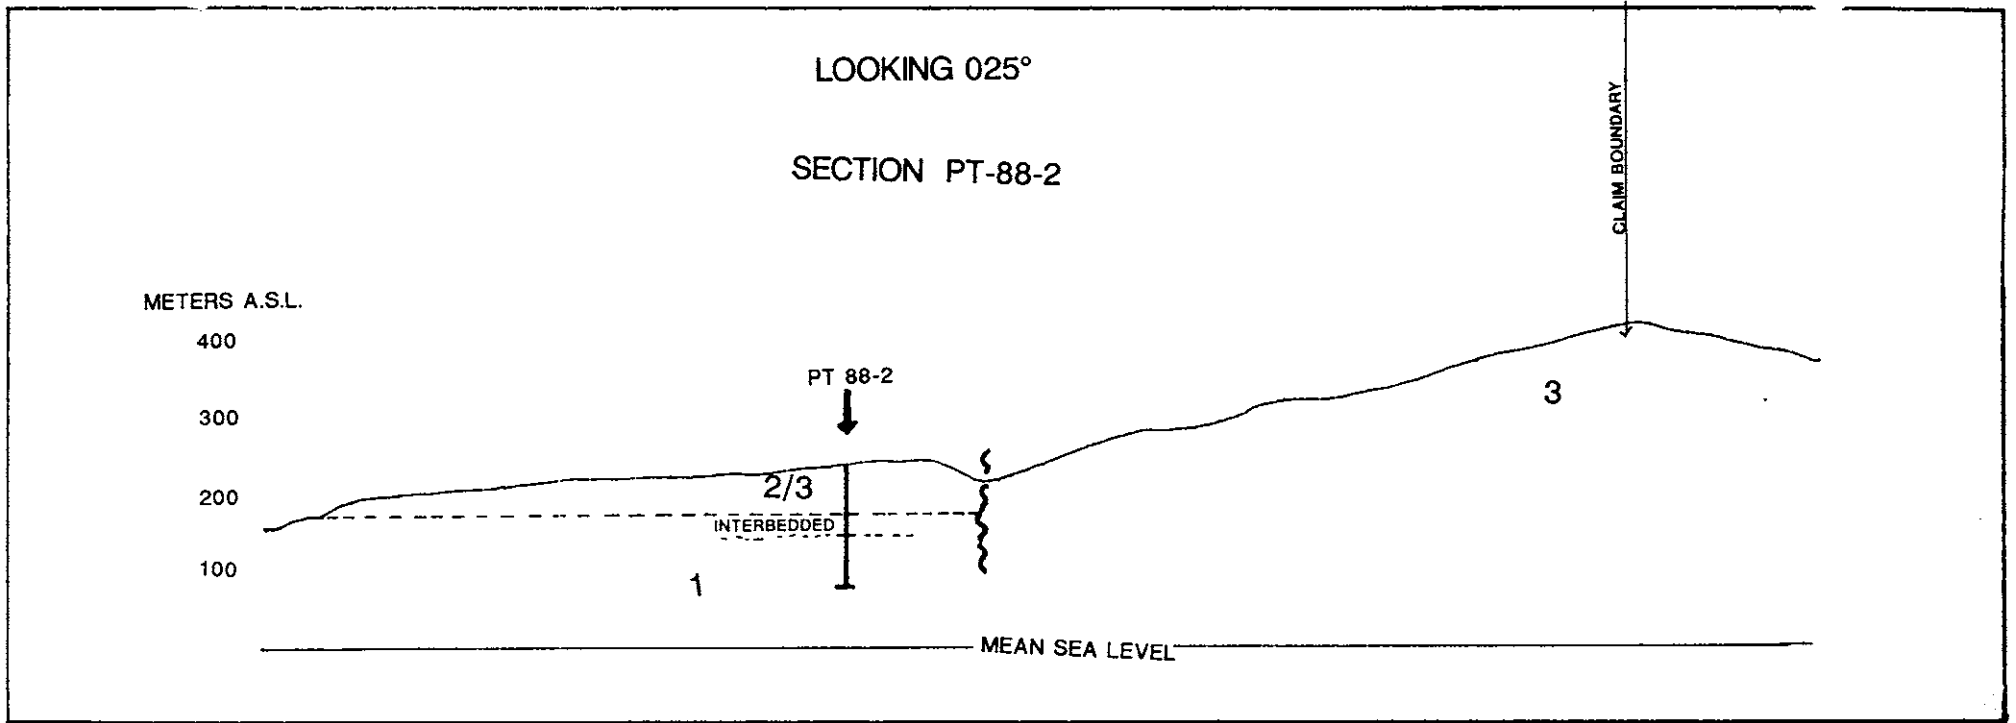 LOOKING 025°
SECTION PT-88-2
CLAIM BOUNDARY
METERS A.S.L.
400
PT 88-2
3
300
2/3
200
INTERBEDDED
100
1
MEAN SEA LEVEL